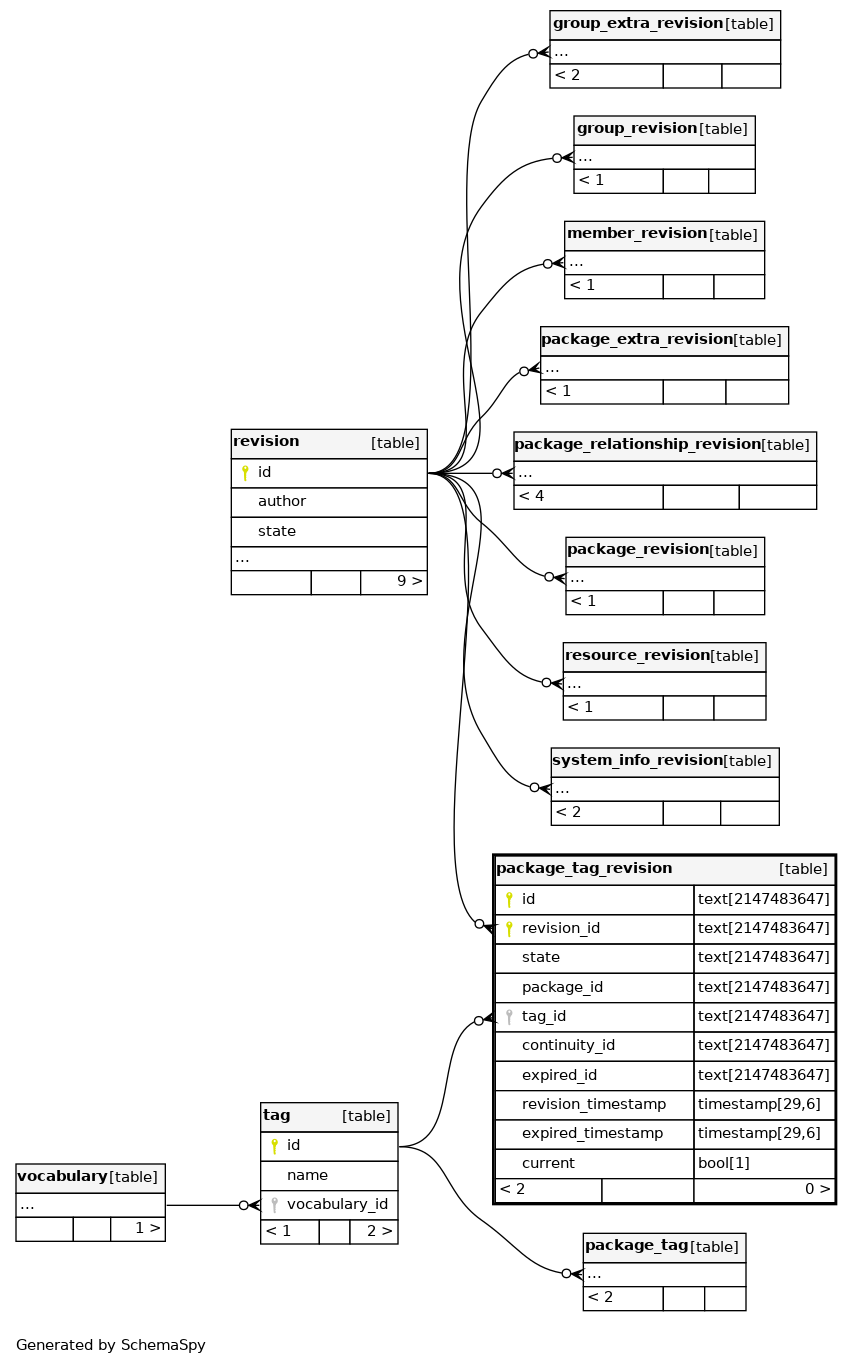 group_extra_revision [table]
...
< 2
group_revision [table]
...
< 1
member_revision [table]
...
< 1
package_extra_revision [table]
...
< 1
revision [table]
id
author
state
...
9 >
package_relationship_revision [table]
...
< 4
package_revision [table]
...
< 1
resource_revision [table]
...
< 1
system_info_revision [table]
...
< 2
package_tag_revision [table]
id text[2147483647]
revision_id text[2147483647]
state text[2147483647]
package_id text[2147483647]
tag_id text[2147483647]
continuity_id text[2147483647]
expired_id text[2147483647]
revision_timestamp timestamp[29,6]
expired_timestamp timestamp[29,6]
current bool[1]
< 2 0 >
tag [table]
id
name
vocabulary_id
< 1 2 >
vocabulary [table]
...
1 >
package_tag [table]
...
< 2
Generated by SchemaSpy